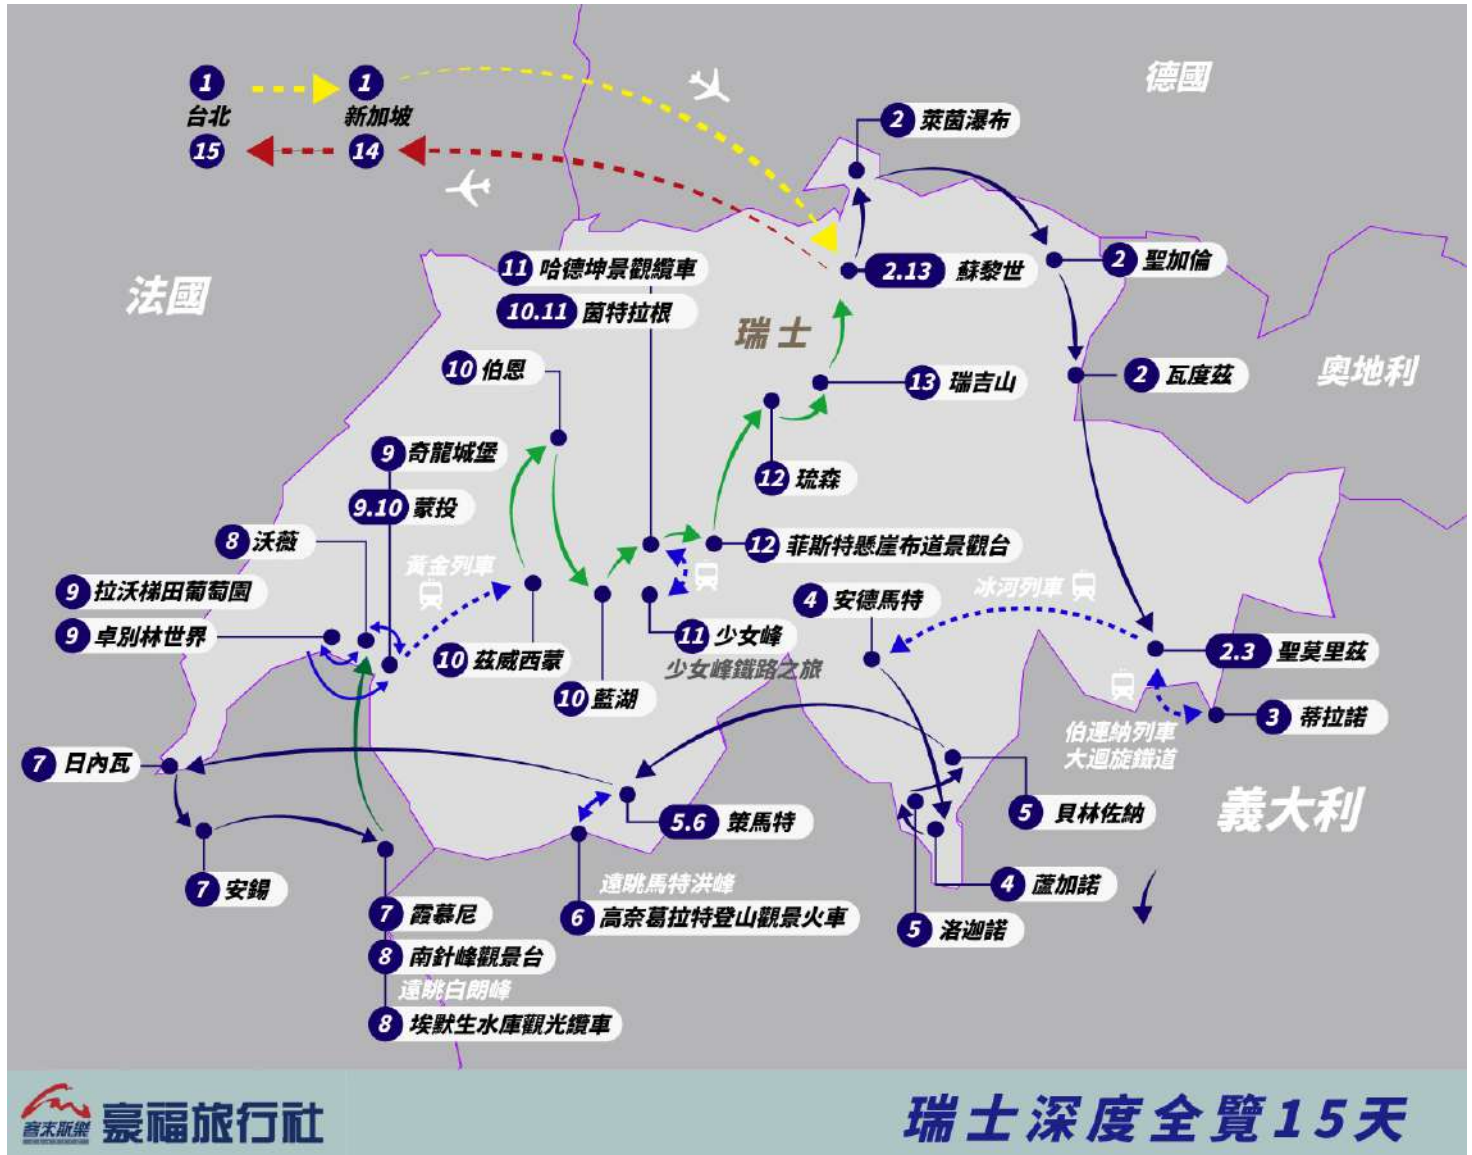 德國
1
1
台北
新加坡
15
14
2 萊茵瀑布
11 哈德坤景觀纜車
2.13 蘇黎世
2 聖加倫
法國
10.11 茵特拉根
瑞士
10 伯恩
13 瑞吉山
2 瓦度茲
奧地利
9 奇龍城堡
12 琉森
9.10 蒙投
8 沃薇
12 菲斯特懸崖布道景觀台
黃金列車
冰河列車
9 拉沃梯田葡萄園
4 安德馬特
9 卓別林世界
11 少女峰
少女峰鐵路之旅
10 茲威西蒙
2.3 聖莫里茲
10 藍湖
3 蒂拉諾
伯連納列車
大迴旋鐵道
7 日內瓦
5.6 策馬特
5 貝林佐納
義大利
7 安錫
遠眺馬特洪峰
4 蘆加諾
7 霞慕尼
6 高奈葛拉特登山觀景火車
5 洛迦諾
8 南針峰觀景台
遠眺白朗峰
8 埃默生水庫觀光纜車
客來斯樂
豪福旅行社
瑞士深度全覽15天